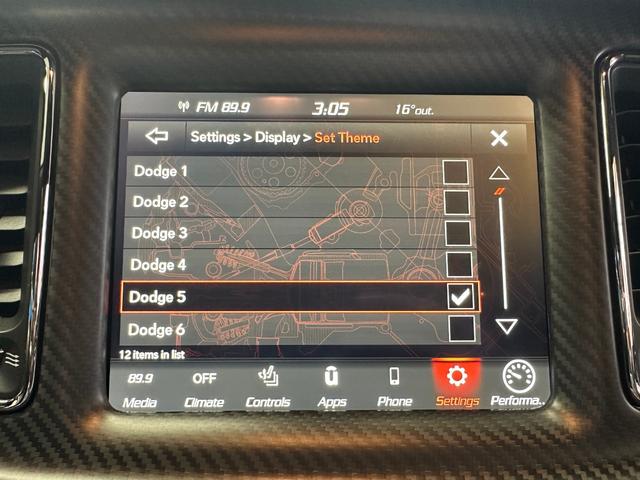 FM 89.9 3:05 16°out.
Settings > Display > Set Theme
Dodge 1
Dodge 2
Dodge 3
Dodge 4
Dodge 5
Dodge 6
12 items in list
89.9 OFF
Media Climate Controls Apps Phone Settings Performa..